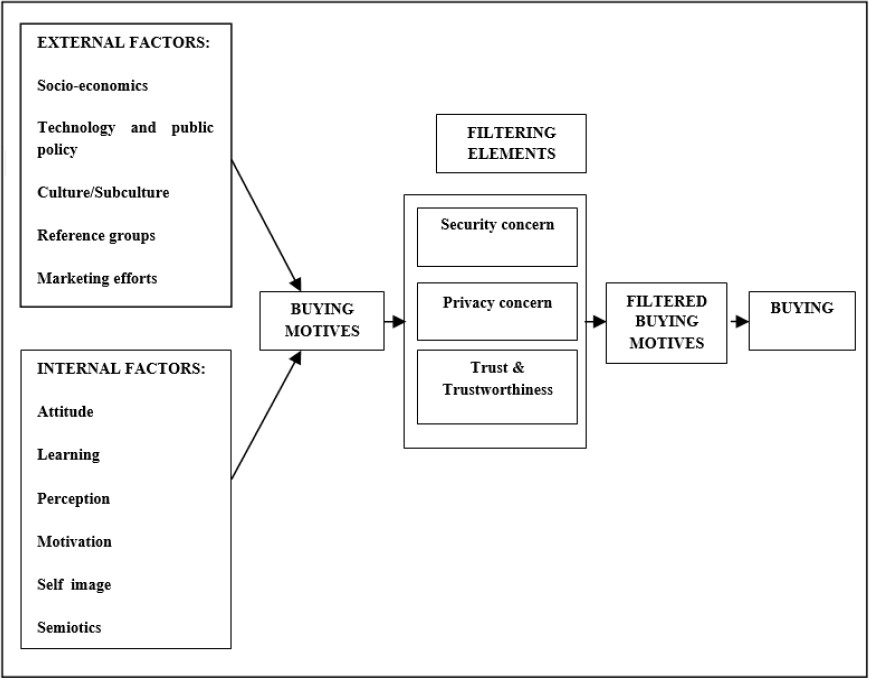 EXTERNAL FACTORS:
Socio-economics
Technology and public
policy
Culture/Subculture
Reference groups
Marketing efforts
INTERNAL FACTORS:
Attitude
Learning
Perception
Motivation
Self image
Semiotics
BUYING
MOTIVES
FILTERING
ELEMENTS
Security concern
Privacy concern
Trust &
Trustworthiness
FILTERED
BUYING
MOTIVES
BUYING